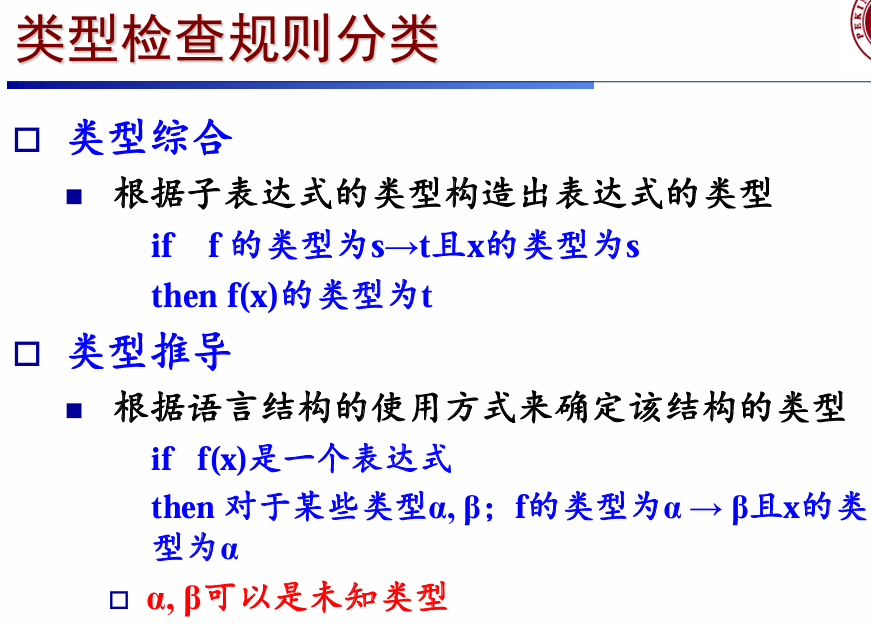 类型检查规则分类
类型综合
根据子表达式的类型构造出表达式的类型
if f 的类型为s→t且x的类型为s
then f(x)的类型为t
类型推导
根据语言结构的使用方式来确定该结构的类型
if f(x)是一个表达式
then 对于某些类型α, β；f的类型为α → β且x的类
型为α
α, β可以是未知类型